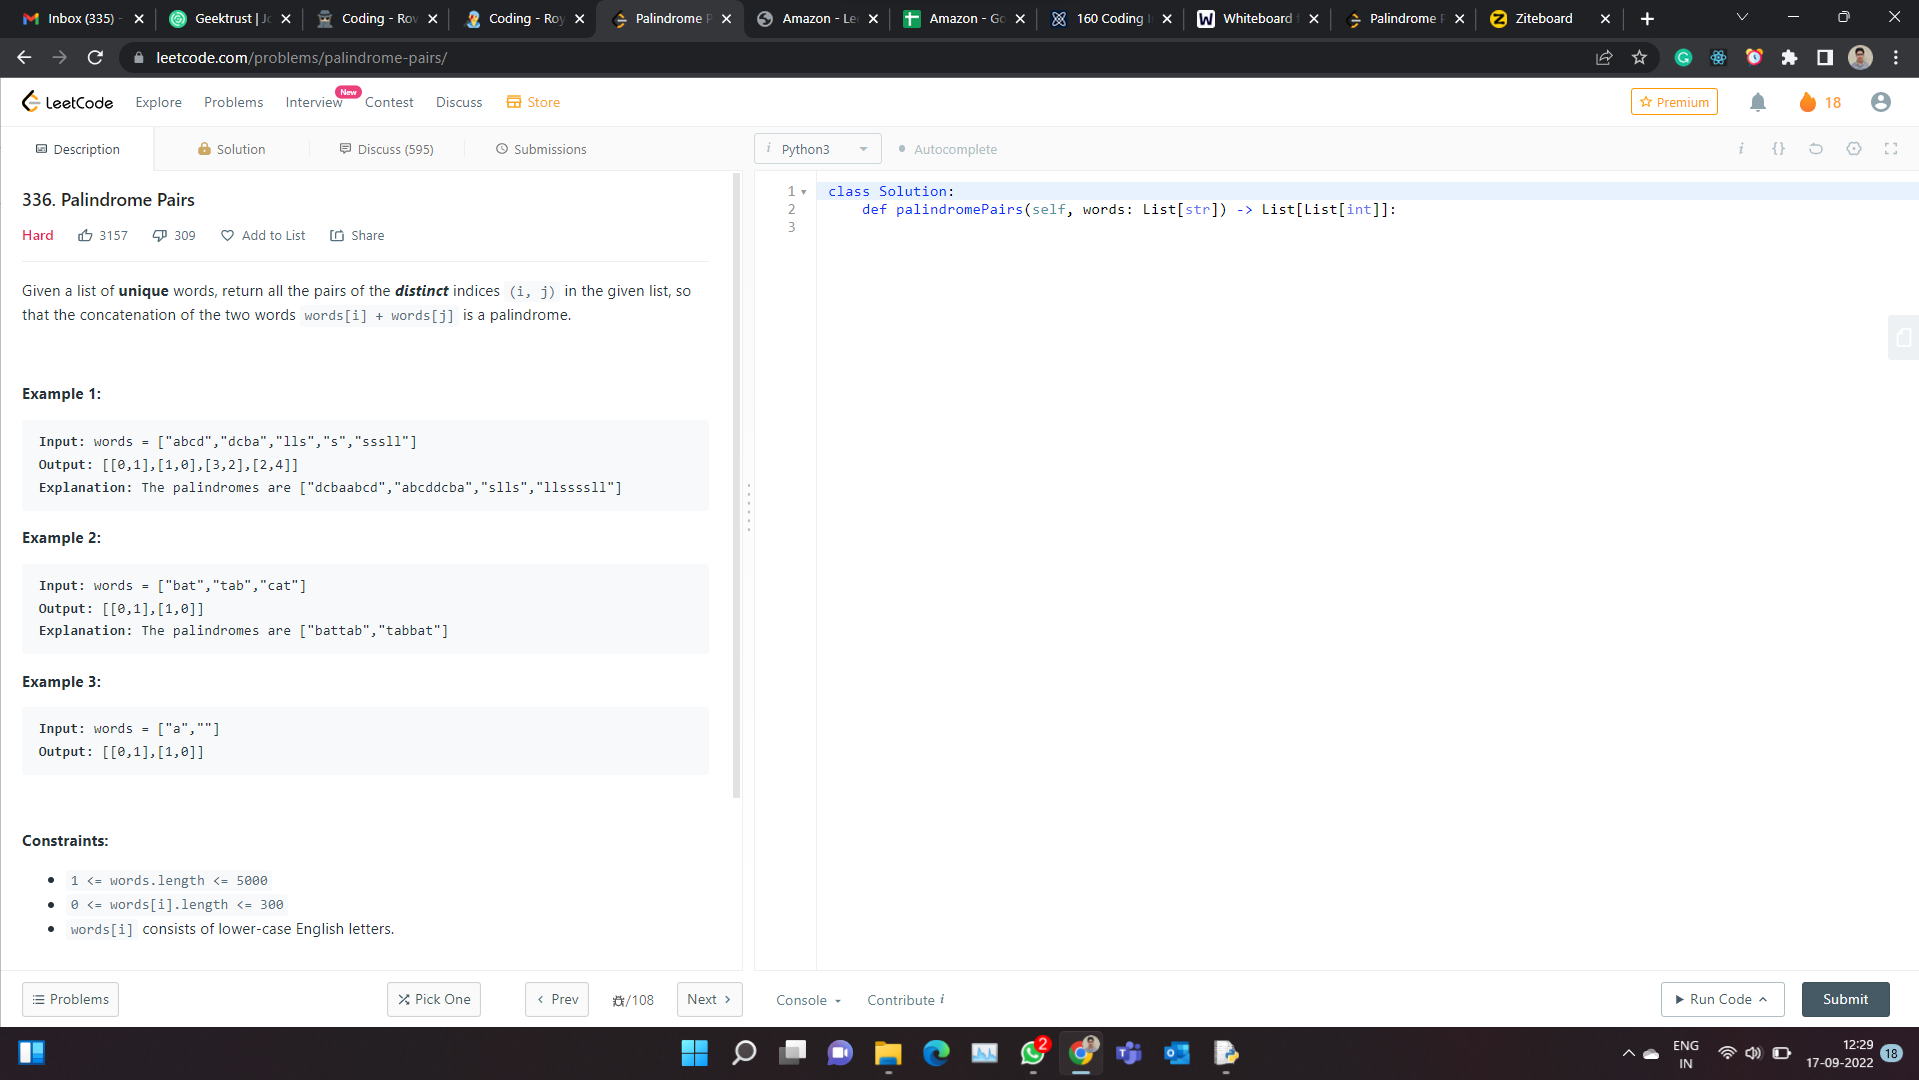 Inbox (335) -
Geektrust | Jo
Coding - Rov
Coding - Roy
Palindrome P
Amazon - Le
Amazon - Go
160 Coding I
Whiteboard
Palindrome P
Ziteboard
leetcode.com/problems/palindrome-pairs/
LeetCode
Explore
Problems
Interview
New
Contest
Discuss
Store
Premium
18
Description
Solution
Discuss (595)
Submissions
i Python3
Autocomplete
336. Palindrome Pairs
Hard
3157
309
Add to List
Share
Given a list of unique words, return all the pairs of the distinct indices (i, j) in the given list, so
that the concatenation of the two words words[i] + words[j] is a palindrome.
Example 1:
Input: words = ["abcd","dcba","lls","s","sssll"]
Output: [[0,1],[1,0],[3,2],[2,4]]
Explanation: The palindromes are ["dcbaabcd","abcddcba","slls","llssssll"]
Example 2:
Input: words = ["bat","tab","cat"]
Output: [[0,1],[1,0]]
Explanation: The palindromes are ["battab","tabbat"]
Example 3:
Input: words = ["a",""]
Output: [[0,1],[1,0]]
Constraints:
1 <= words.length <= 5000
0 <= words[i].length <= 300
words[i] consists of lower-case English letters.
1 class Solution:
2 def palindromePairs(self, words: List[str]) -> List[List[int]]:
3
Problems
Pick One
Prev
/108
Next
Console
Contribute i
Run Code
Submit
2
ENG
IN
12:29
17-09-2022
18